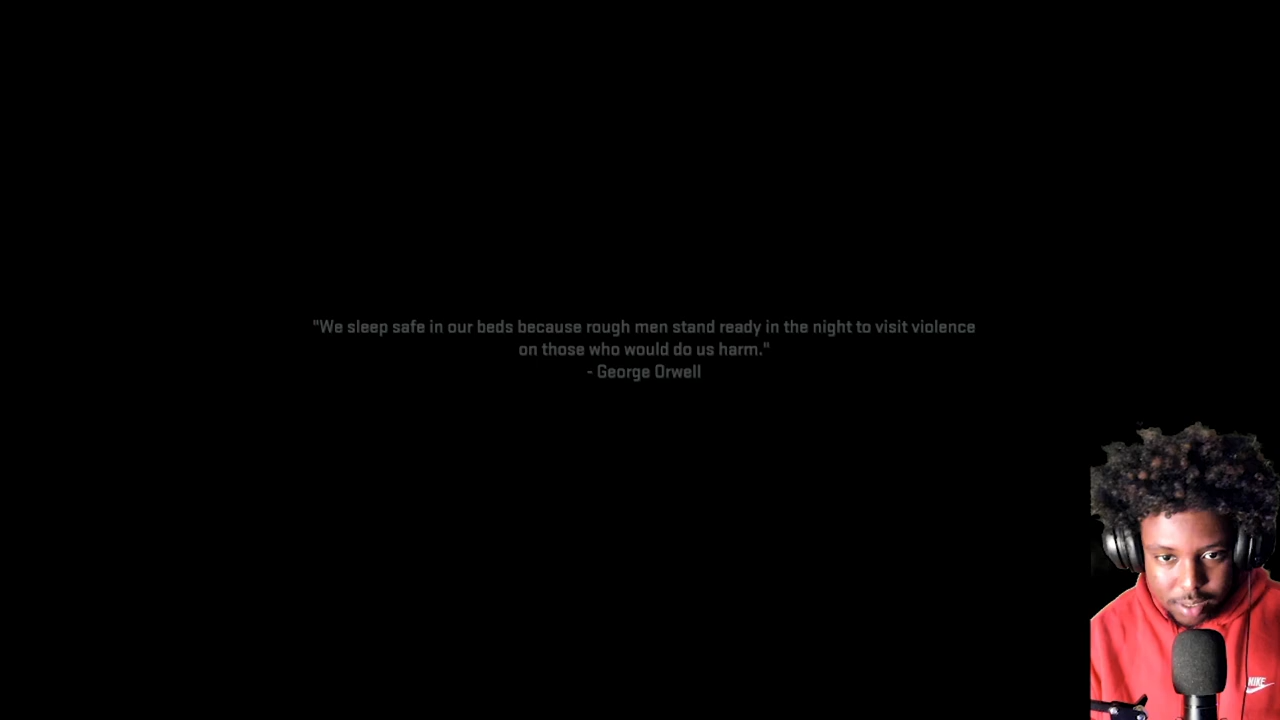 "We sleep safe in our beds because rough men stand ready in the night to visit violence
on those who would do us harm."
- George Orwell
NIKE